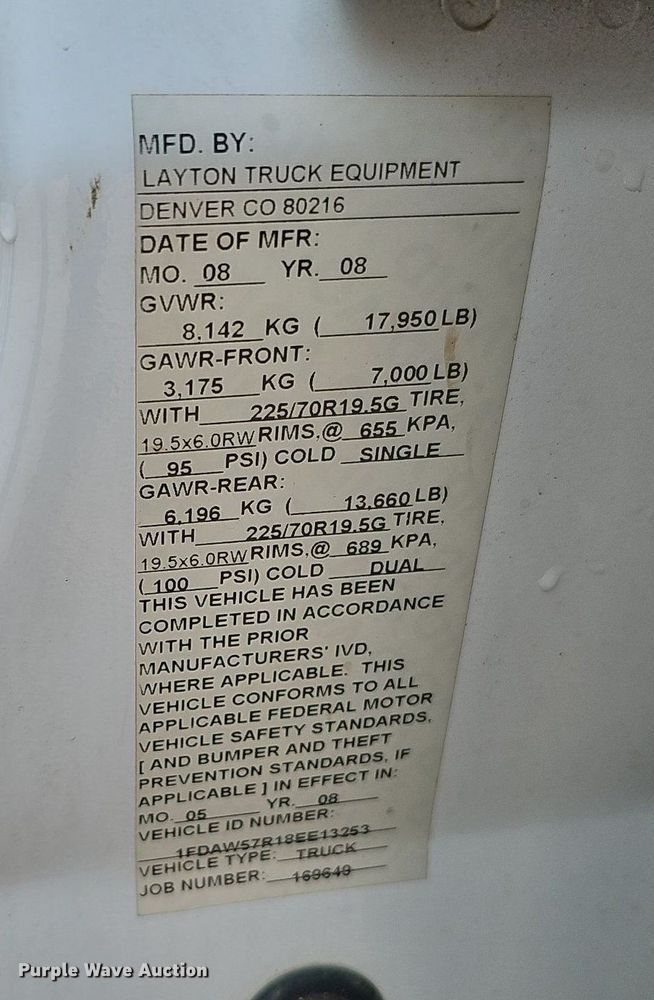 MFD. BY:
LAYTON TRUCK EQUIPMENT
DENVER CO 80216
DATE OF MFR:
MO. 08 YR. 08
GVWR:
8,142 KG ( 17,950 LB)
GAWR-FRONT:
3,175 KG ( 7,000 LB)
WITH 225/70R19.5G TIRE,
19.5x6.0RW RIMS,@ 655 KPA,
( 95 PSI) COLD SINGLE
GAWR-REAR:
6,196 KG ( 13,660 LB)
WITH 225/70R19.5G TIRE,
19.5x6.0RW RIMS,@ 689 KPA,
( 100 PSI) COLD DUAL
THIS VEHICLE HAS BEEN
COMPLETED IN ACCORDANCE
WITH THE PRIOR
MANUFACTURERS' IVD,
WHERE APPLICABLE. THIS
VEHICLE CONFORMS TO ALL
APPLICABLE FEDERAL MOTOR
VEHICLE SAFETY STANDARDS,
[ AND BUMPER AND THEFT
PREVENTION STANDARDS, IF
APPLICABLE ] IN EFFECT IN:
MO. 05 YR. 08
VEHICLE ID NUMBER:
1FDAW57R18EE13253
VEHICLE TYPE: TRUCK
JOB NUMBER: 169649
Purple Wave Auction